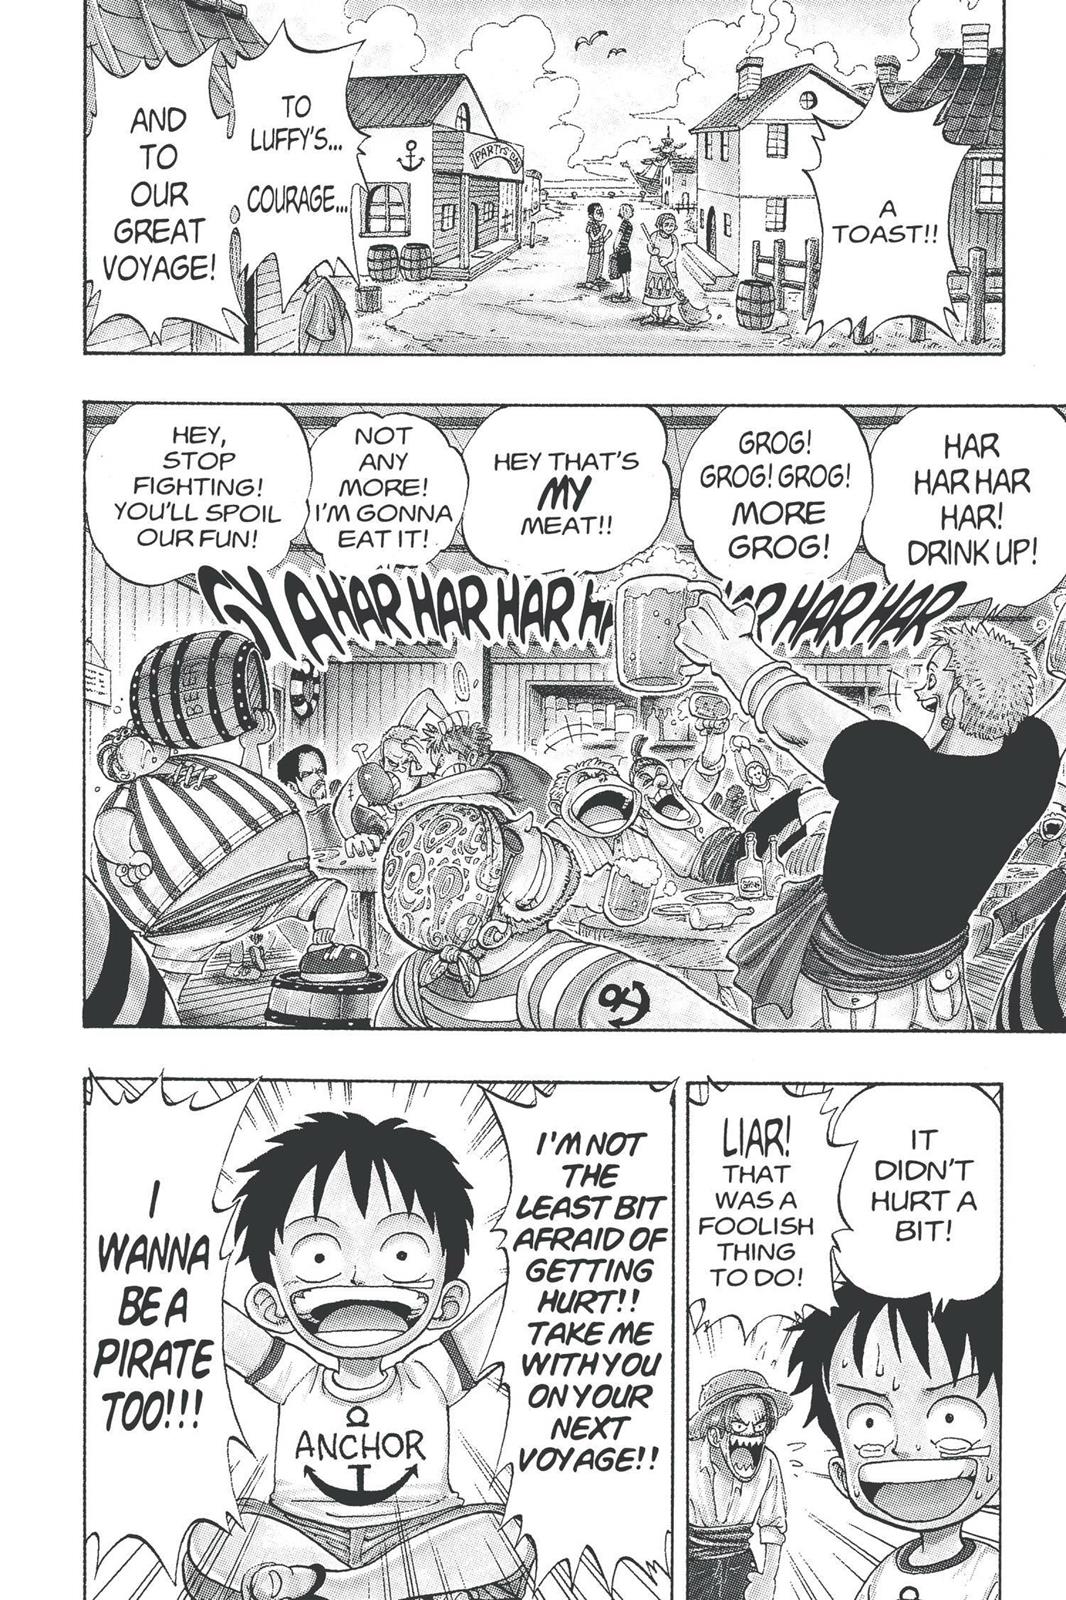 A
TOAST!!
TO
LUFFY'S...
COURAGE...
AND
TO
OUR
GREAT
VOYAGE!
PARTYS BAR
HAR
HAR HAR
HAR!
DRINK UP!
GROG!
GROG! GROG!
MORE
GROG!
HEY THAT'S
MY
MEAT!!
NOT
ANY
MORE!
I'M GONNA
EAT IT!
HEY,
STOP
FIGHTING!
YOU'LL SPOIL
OUR FUN!
GYAHAR HAR HAR HAR HAR HAR HAR
BEER
IT
DIDN'T
HURT A
BIT!
LIAR!
THAT
WAS A
FOOLISH
THING
TO DO!
I'M NOT
THE
LEAST BIT
AFRAID OF
GETTING
HURT!!
TAKE ME
WITH YOU
ON YOUR
NEXT
VOYAGE!!
I
WANNA
BE A
PIRATE
TOO!!!
ANCHOR